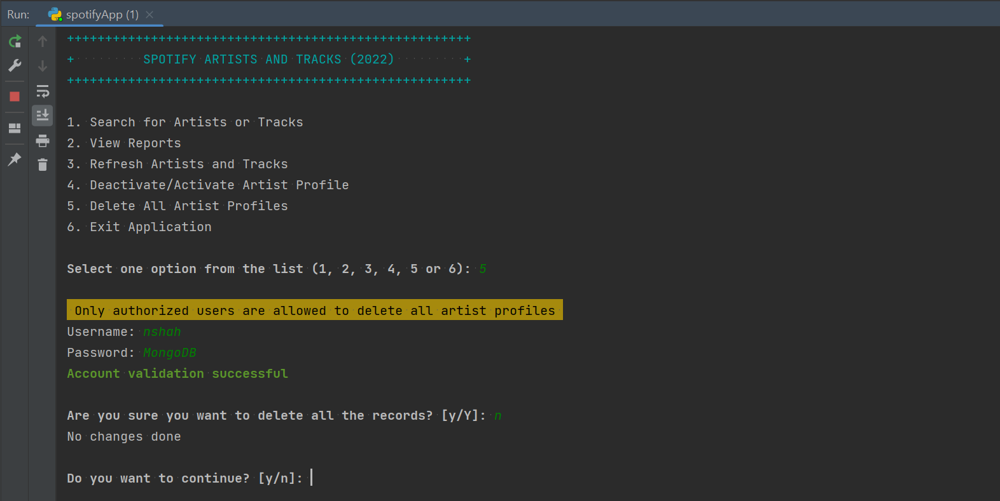 Run: spotifyApp (1)
+++++++++++++++++++++++++++++++++++++++++++++++++++++
+         SPOTIFY ARTISTS AND TRACKS (2022)         +
+++++++++++++++++++++++++++++++++++++++++++++++++++++
1. Search for Artists or Tracks
2. View Reports
3. Refresh Artists and Tracks
4. Deactivate/Activate Artist Profile
5. Delete All Artist Profiles
6. Exit Application
Select one option from the list (1, 2, 3, 4, 5 or 6): 5
Only authorized users are allowed to delete all artist profiles
Username: nshah
Password: MongoDB
Account validation successful
Are you sure you want to delete all the records? [y/Y]: n
No changes done
Do you want to continue? [y/n]: